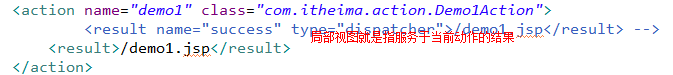 <action name="demo1" class="com.itheima.action.Demo1Action">
<result name="success" type="dispatcher">/demo1.jsp</result> -->
局部视图就是指服务于当前动作的结果
<result>/demo1.jsp</result>
</action>